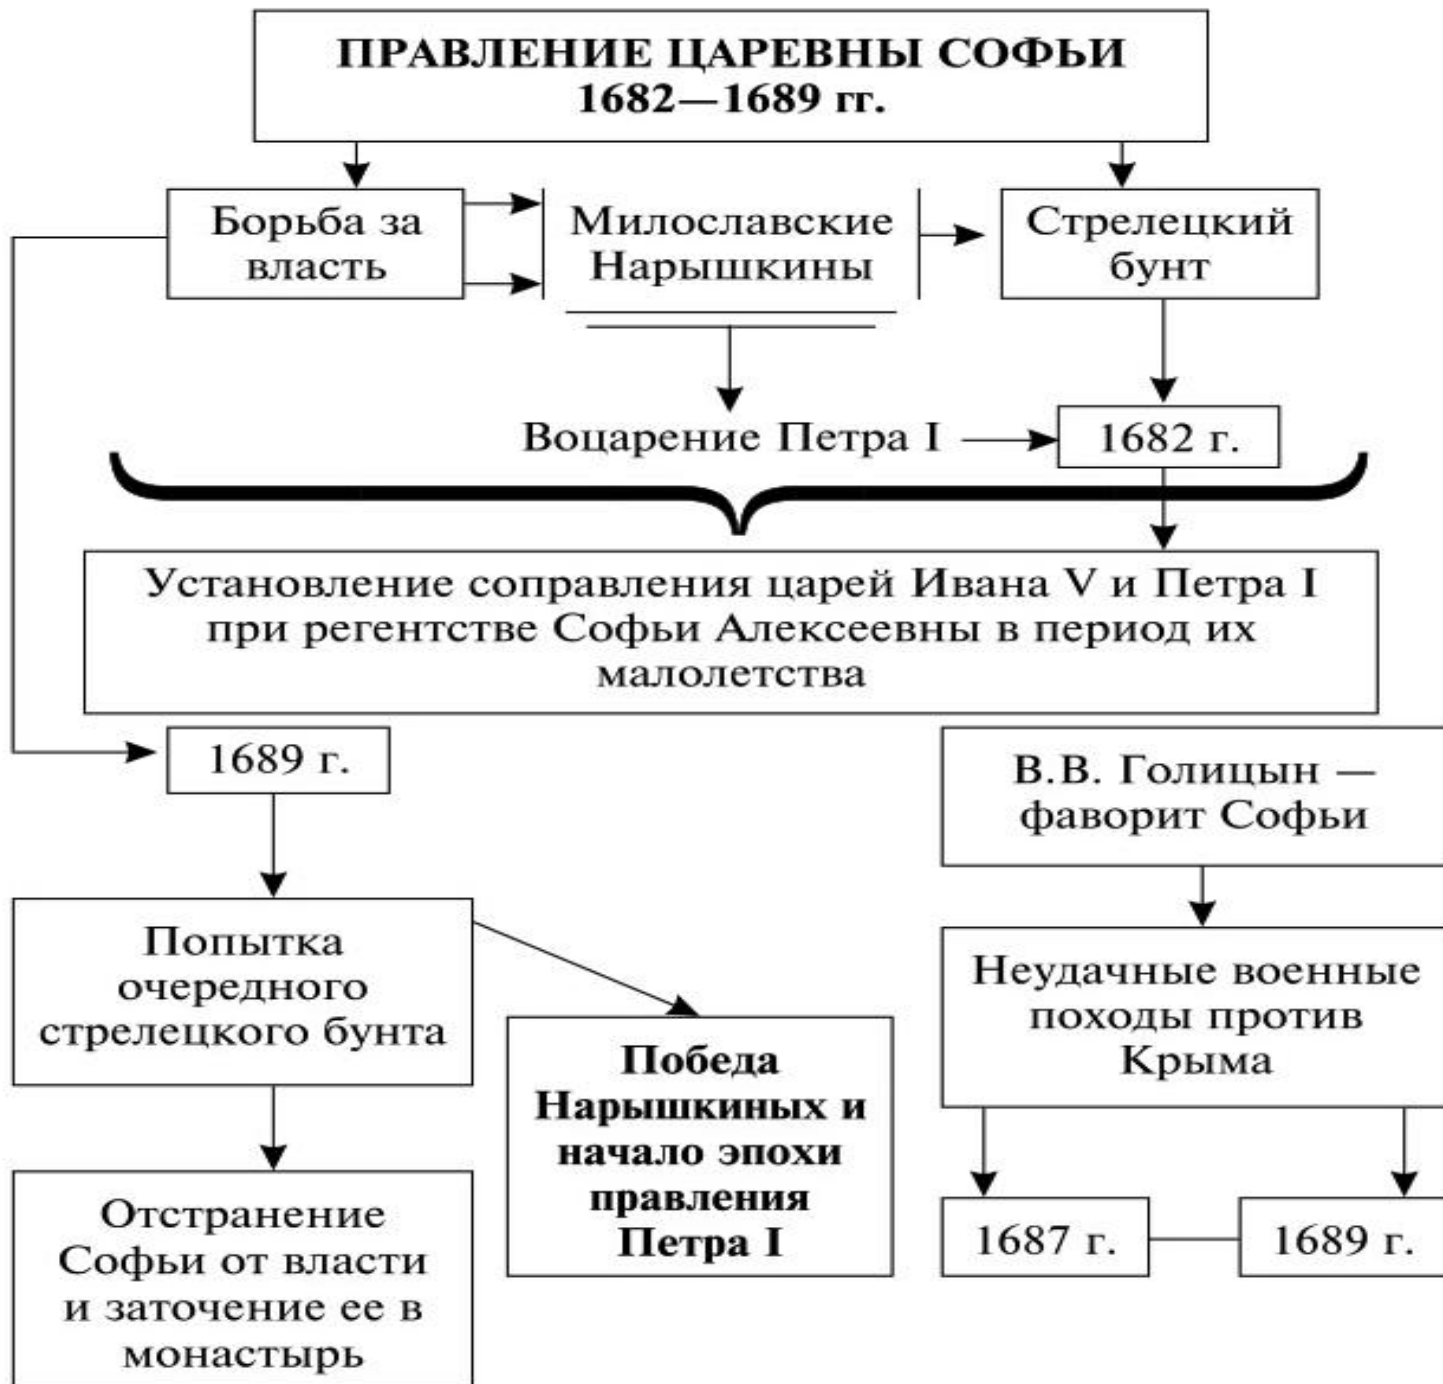 ПРАВЛЕНИЕ ЦАРЕВНЫ СОФЬИ
1682—1689 гг.
Борьба за
власть
Милославские
Нарышкины
Стрелецкий
бунт
Воцарение Петра I
1682 г.
Установление соправления царей Ивана V и Петра I
при регентстве Софьи Алексеевны в период их
малолетства
1689 г.
В.В. Голицын —
фаворит Софьи
Попытка
очередного
стрелецкого бунта
Неудачные военные
походы против
Крыма
Победа
Нарышкиных и
начало эпохи
правления
Петра I
Отстранение
Софьи от власти
и заточение ее в
монастырь
1687 г.
1689 г.